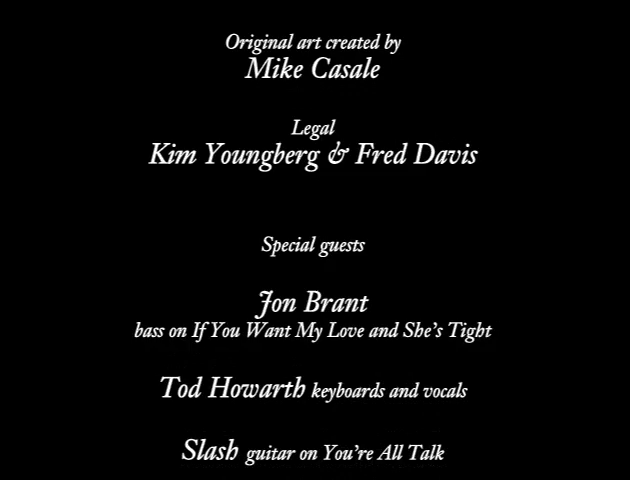 Original art created by
Mike Casale
Legal
Kim Youngberg & Fred Davis
Special guests
Jon Brant
bass on If You Want My Love and She's Tight
Tod Howarth keyboards and vocals
Slash guitar on You're All Talk